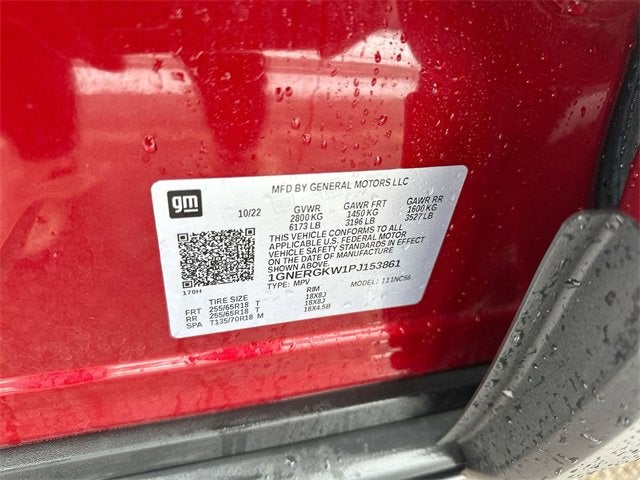 MFD BY GENERAL MOTORS LLC
gm
10/22 GVWR GAWR FRT GAWR RR
2800 KG 1450 KG 1600 KG
6173 LB 3196 LB 3527 LB
THIS VEHICLE CONFORMS TO ALL
APPLICABLE U.S. FEDERAL MOTOR
VEHICLE SAFETY STANDARDS IN EFFECT
ON THE DATE OF MANUFACTURE
1GNERGKW1PJ153861
TYPE: MPV MODEL: 111NC56
170H
TIRE SIZE RIM
FRT 255/65R18 T 18X8J
RR 255/65R18 T 18X8J
SPA T135/70R18 M 18X4.5B